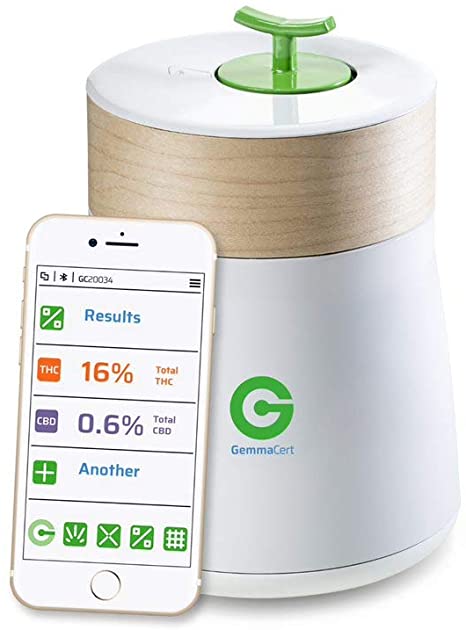 GC20034
Results
THC 16% Total THC
CBD 0.6% Total CBD
Another
GemmaCert